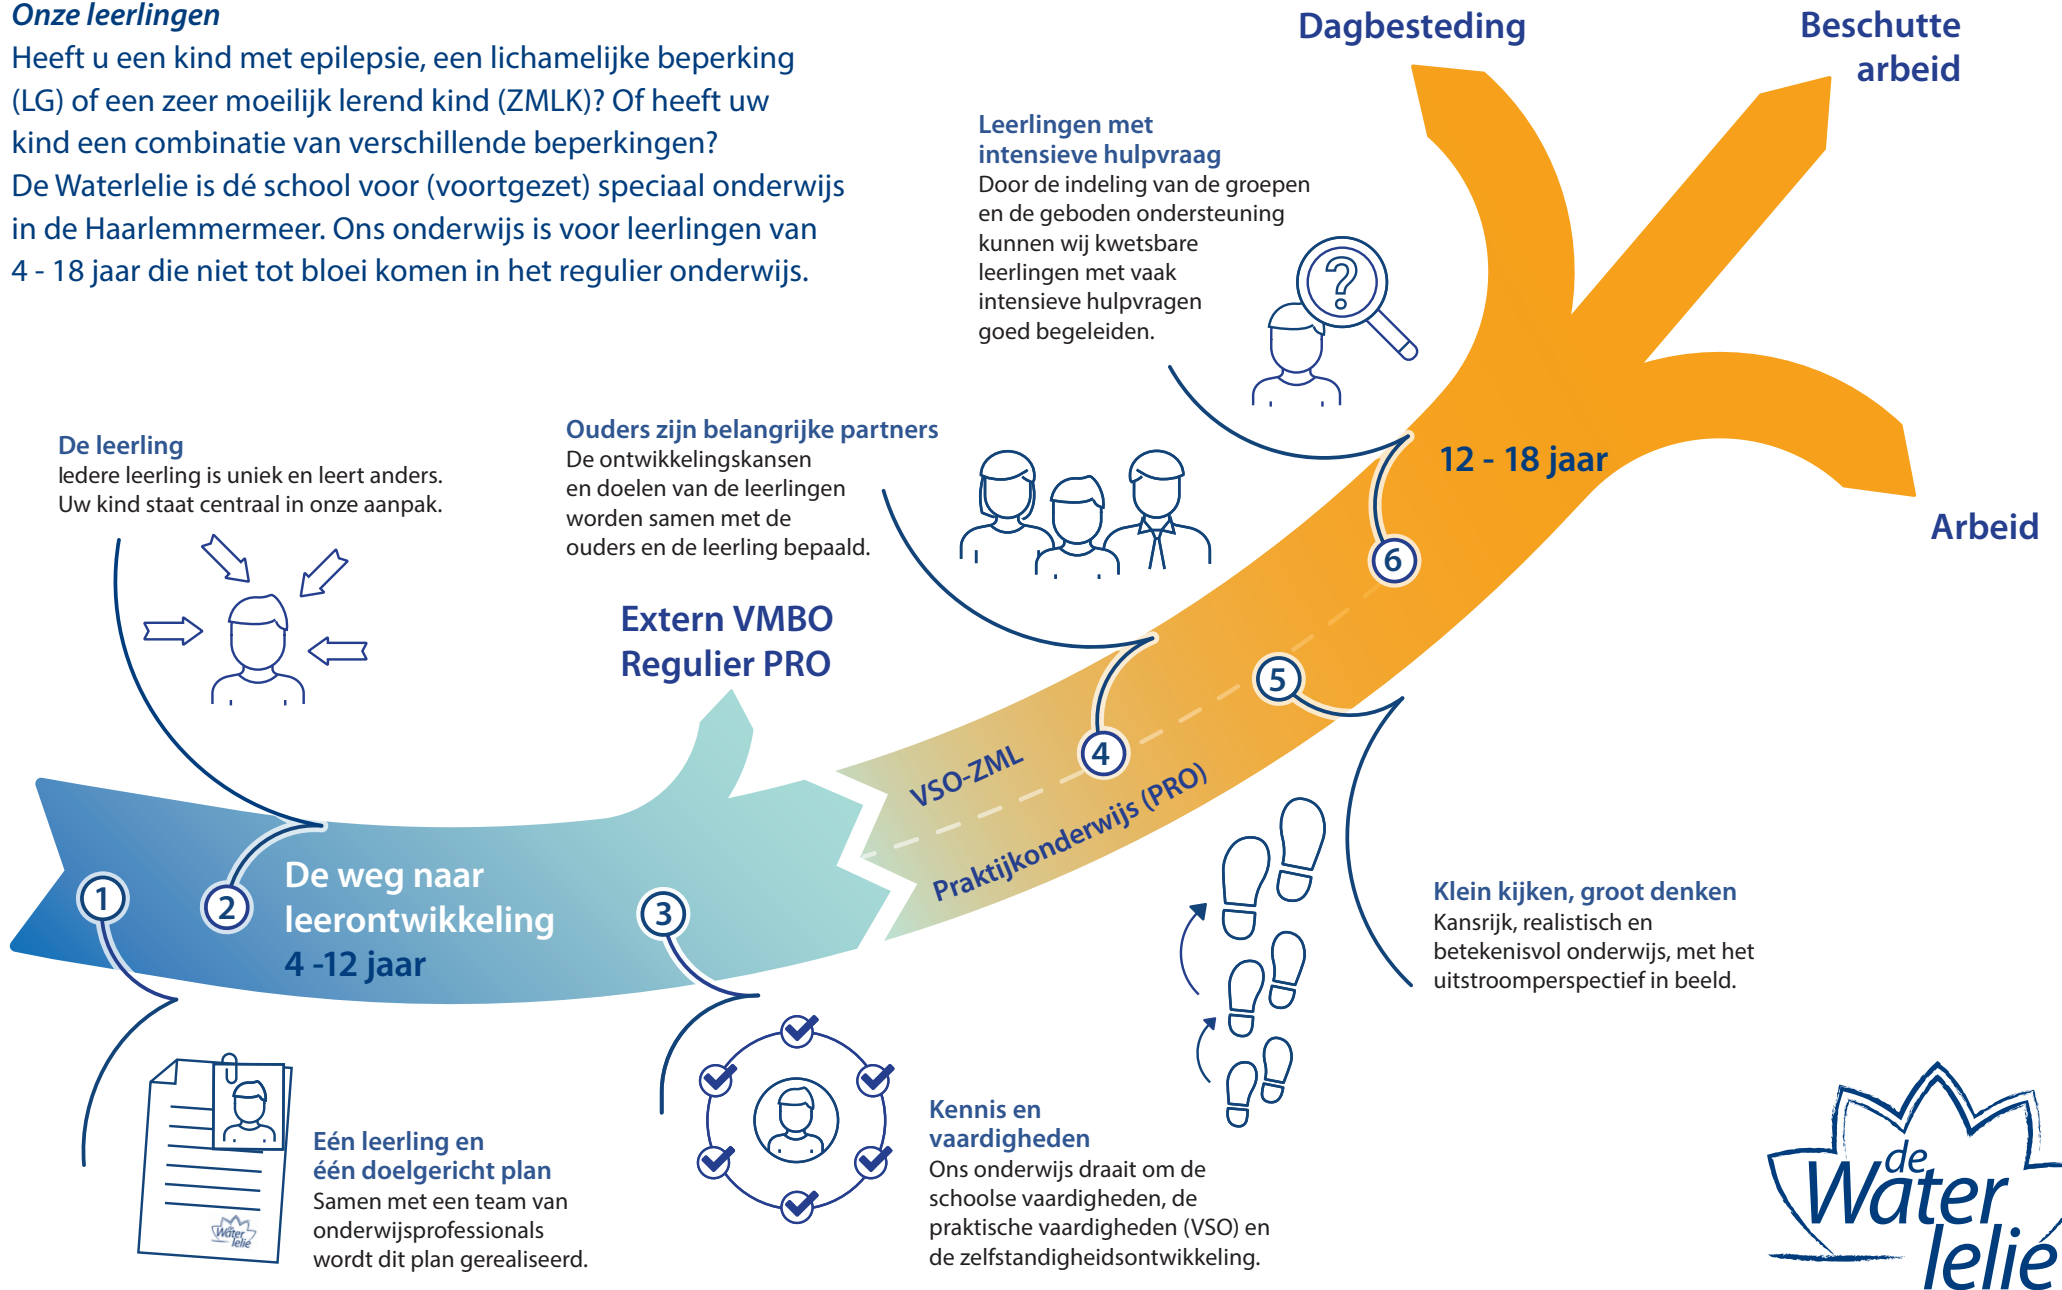 Onze leerlingen
Heeft u een kind met epilepsie, een lichamelijke beperking
(LG) of een zeer moeilijk lerend kind (ZMLK)? Of heeft uw
kind een combinatie van verschillende beperkingen?
De Waterlelie is dé school voor (voortgezet) speciaal onderwijs
in de Haarlemmermeer. Ons onderwijs is voor leerlingen van
4 - 18 jaar die niet tot bloei komen in het regulier onderwijs.
Dagbesteding
Beschutte
arbeid
Leerlingen met
intensieve hulpvraag
Door de indeling van de groepen
en de geboden ondersteuning
kunnen wij kwetsbare
leerlingen met vaak
intensieve hulpvragen
goed begeleiden.
?
De leerling
Iedere leerling is uniek en leert anders.
Uw kind staat centraal in onze aanpak.
Ouders zijn belangrijke partners
De ontwikkelingskansen
en doelen van de leerlingen
worden samen met de
ouders en de leerling bepaald.
12 - 18 jaar
Arbeid
6
Extern VMBO
Regulier PRO
5
4
VSO-ZML
Praktijkonderwijs (PRO)
1
2
De weg naar
leerontwikkeling
4 -12 jaar
3
Klein kijken, groot denken
Kansrijk, realistisch en
betekenisvol onderwijs, met het
uitstroomperspectief in beeld.
Eén leerling en
één doelgericht plan
Samen met een team van
onderwijsprofessionals
wordt dit plan gerealiseerd.
de
Water
lelie
Kennis en
vaardigheden
Ons onderwijs draait om de
schoolse vaardigheden, de
praktische vaardigheden (VSO) en
de zelfstandigheidsontwikkeling.
de
Water
lelie